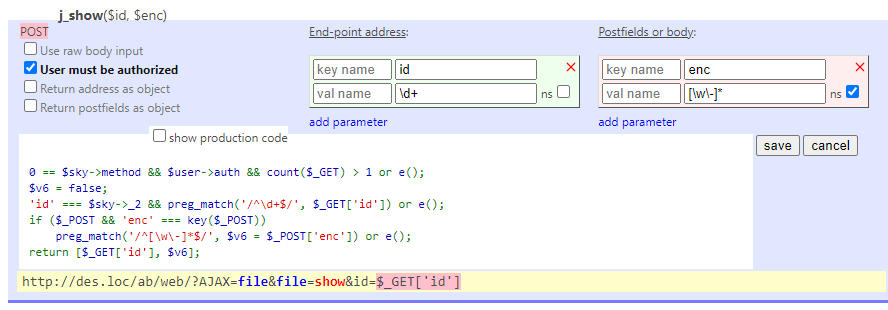 j_show($id, $enc)
POST
Use raw body input
User must be authorized
Return address as object
Return postfields as object
End-point address:
key name id
val name \d+ ns
add parameter
Postfields or body:
key name enc
val name [\w\-]* ns
add parameter
show production code
save cancel
0 == $sky->method && $user->auth && count($_GET) > 1 or e();
$v6 = false;
'id' === $sky->_2 && preg_match('/^\d+$/', $_GET['id']) or e();
if ($_POST && 'enc' === key($_POST))
preg_match('/^[\w\-]*$/', $v6 = $_POST['enc']) or e();
return [$_GET['id'], $v6];
http://des.loc/ab/web/?AJAX=file&file=show&id=$_GET['id']